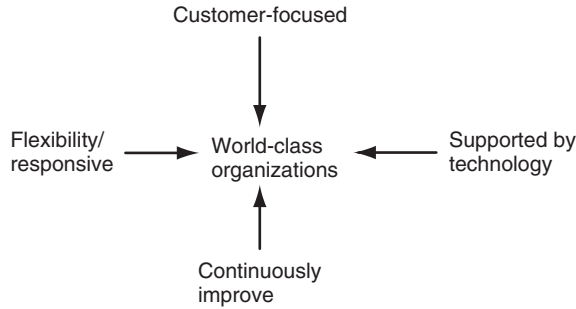 Customer-focused
Flexibility/
responsive
World-class
organizations
Supported by
technology
Continuously
improve